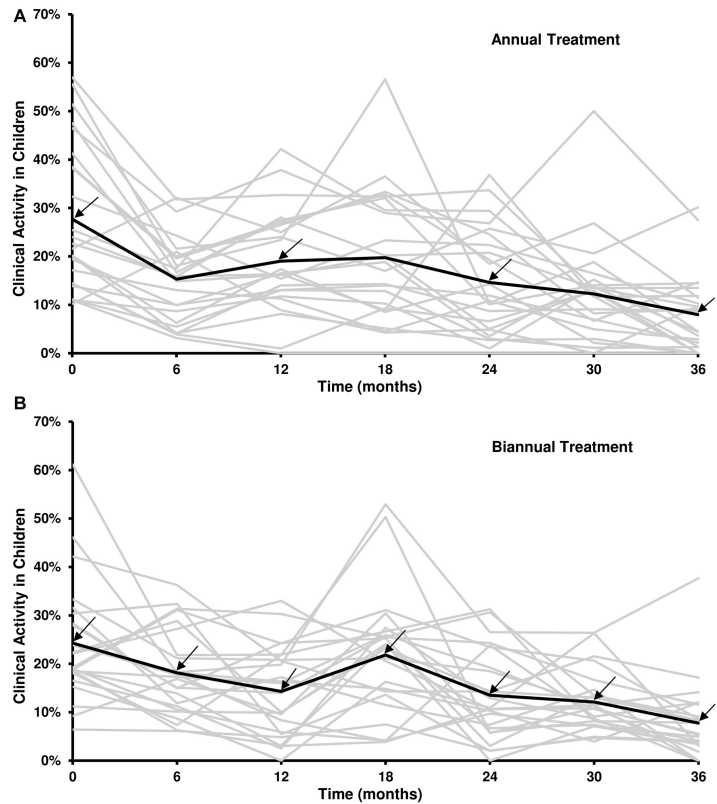 A
70%
Annual Treatment
60%
50%
40%
30%
20%
10%
0%
Clinical Activity in Children
0 6 12 18 24 30 36
Time (months)
B
70%
Biannual Treatment
60%
50%
40%
30%
20%
10%
0%
Clinical Activity in Children
0 6 12 18 24 30 36
Time (months)